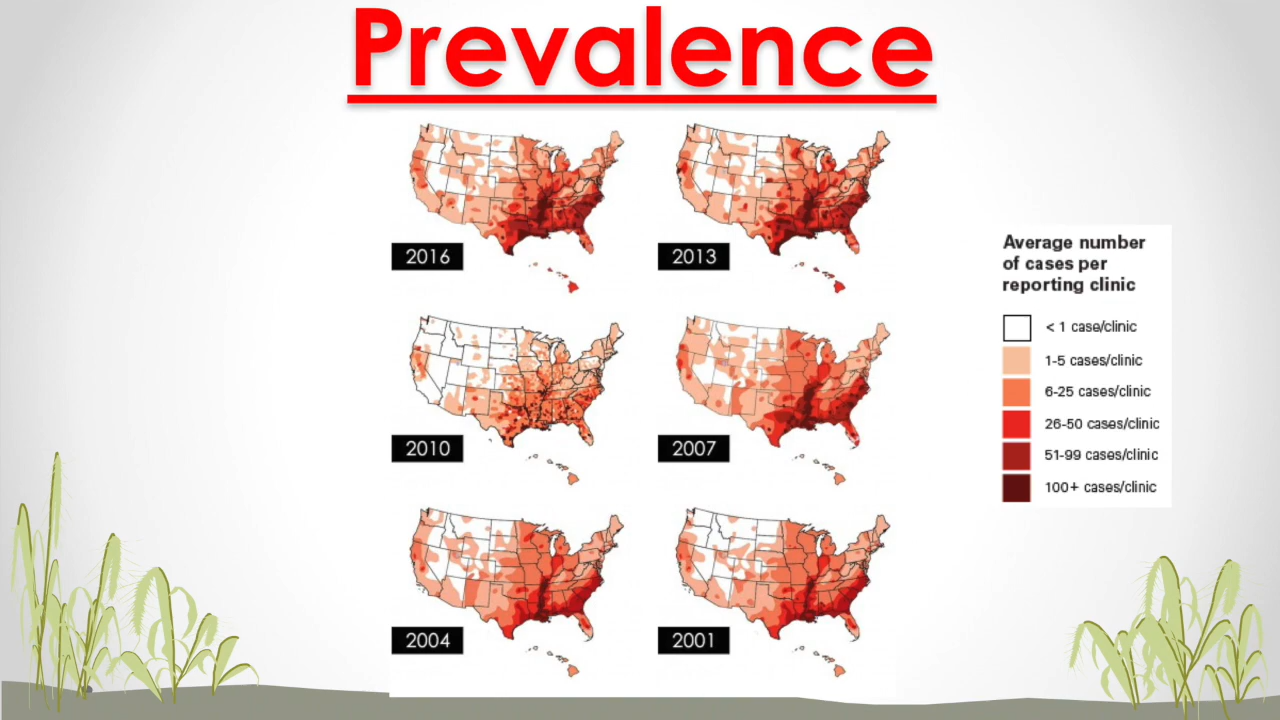 Prevalence
2016
2013
2010
2007
2004
2001
Average number
of cases per
reporting clinic
< 1 case/clinic
1-5 cases/clinic
6-25 cases/clinic
26-50 cases/clinic
51-99 cases/clinic
100+ cases/clinic